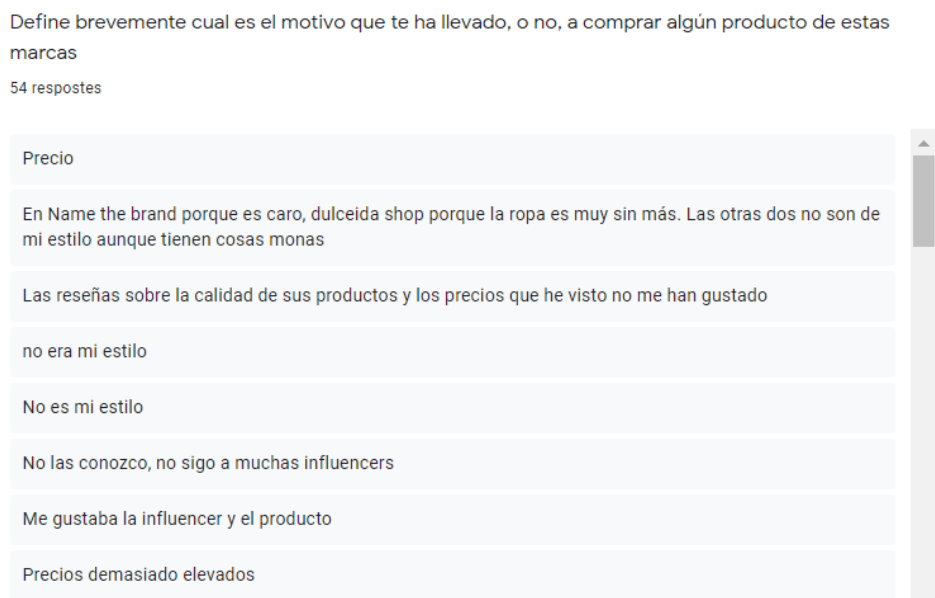 Define brevemente cual es el motivo que te ha llevado, o no, a comprar algún producto de estas
marcas
54 respostes
Precio
En Name the brand porque es caro, dulceida shop porque la ropa es muy sin más. Las otras dos no son de
mi estilo aunque tienen cosas monas
Las reseñas sobre la calidad de sus productos y los precios que he visto no me han gustado
no era mi estilo
No es mi estilo
No las conozco, no sigo a muchas influencers
Me gustaba la influencer y el producto
Precios demasiado elevados